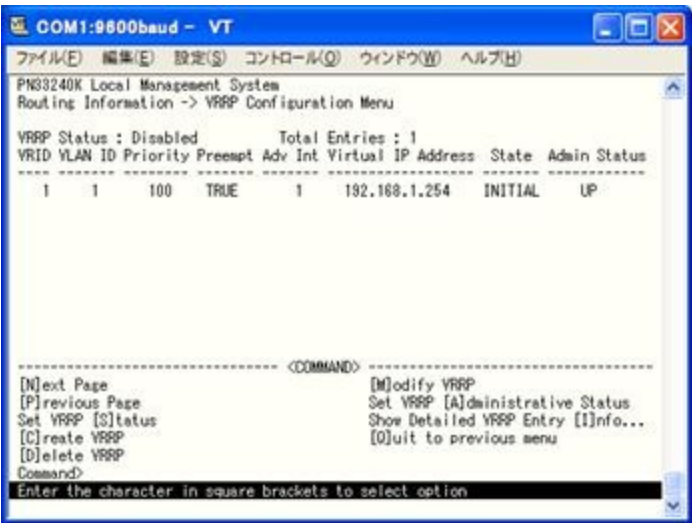 COM1:9600baud - VT
ファイル(F) 編集(E) 設定(S) コントロール(O) ウィンドウ(W) ヘルプ(H)
PN33240K Local Management System
Routing Information -> VRRP Configuration Menu
VRRP Status : Disabled Total Entries : 1
VRID VLAN ID Priority Preempt Adv Int Virtual IP Address State Admin Status
---- ------- -------- ------- ------- ------------------ ------- ------------
1 1 100 TRUE 1 192.168.1.254 INITIAL UP
-------------------------------- <COMMAND> -----------------------------------
[N]ext Page [M]odify VRRP
[P]revious Page Set VRRP [A]dministrative Status
Set VRRP [S]tatus Show Detailed VRRP Entry [I]nfo...
[C]reate VRRP [Q]uit to previous menu
[D]elete VRRP
Command>
Enter the character in square brackets to select option